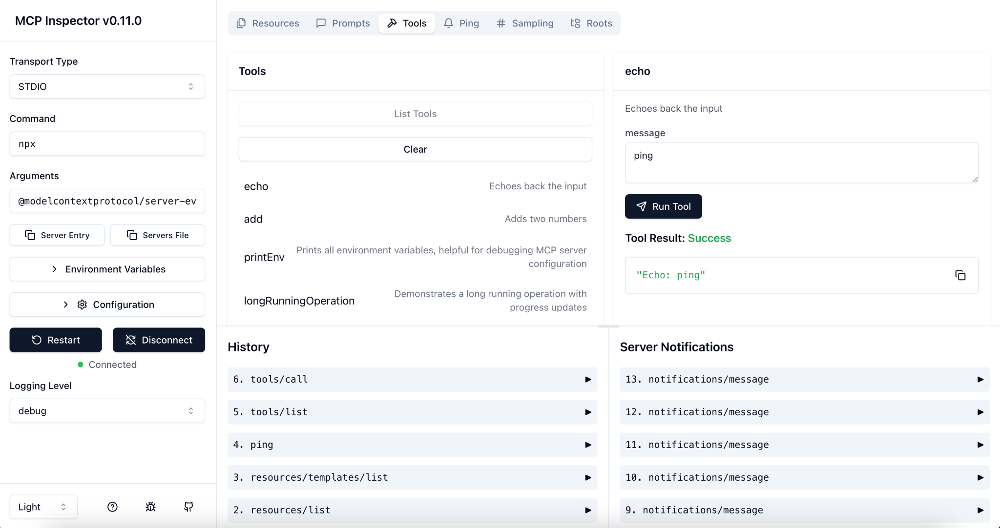 MCP Inspector v0.11.0
Transport Type
STDIO
Command
npx
Arguments
@modelcontextprotocol/server-ev
Server Entry
Servers File
Environment Variables
Configuration
Restart
Disconnect
Connected
Logging Level
debug
Light
Resources
Prompts
Tools
Ping
Sampling
Roots
Tools
List Tools
Clear
echo
Echoes back the input
add
Adds two numbers
printEnv
Prints all environment variables, helpful for debugging MCP server
configuration
longRunningOperation
Demonstrates a long running operation with
progress updates
echo
Echoes back the input
message
ping
Run Tool
Tool Result: Success
"Echo: ping"
History
6. tools/call
5. tools/list
4. ping
3. resources/templates/list
2. resources/list
Server Notifications
13. notifications/message
12. notifications/message
11. notifications/message
10. notifications/message
9. notifications/message